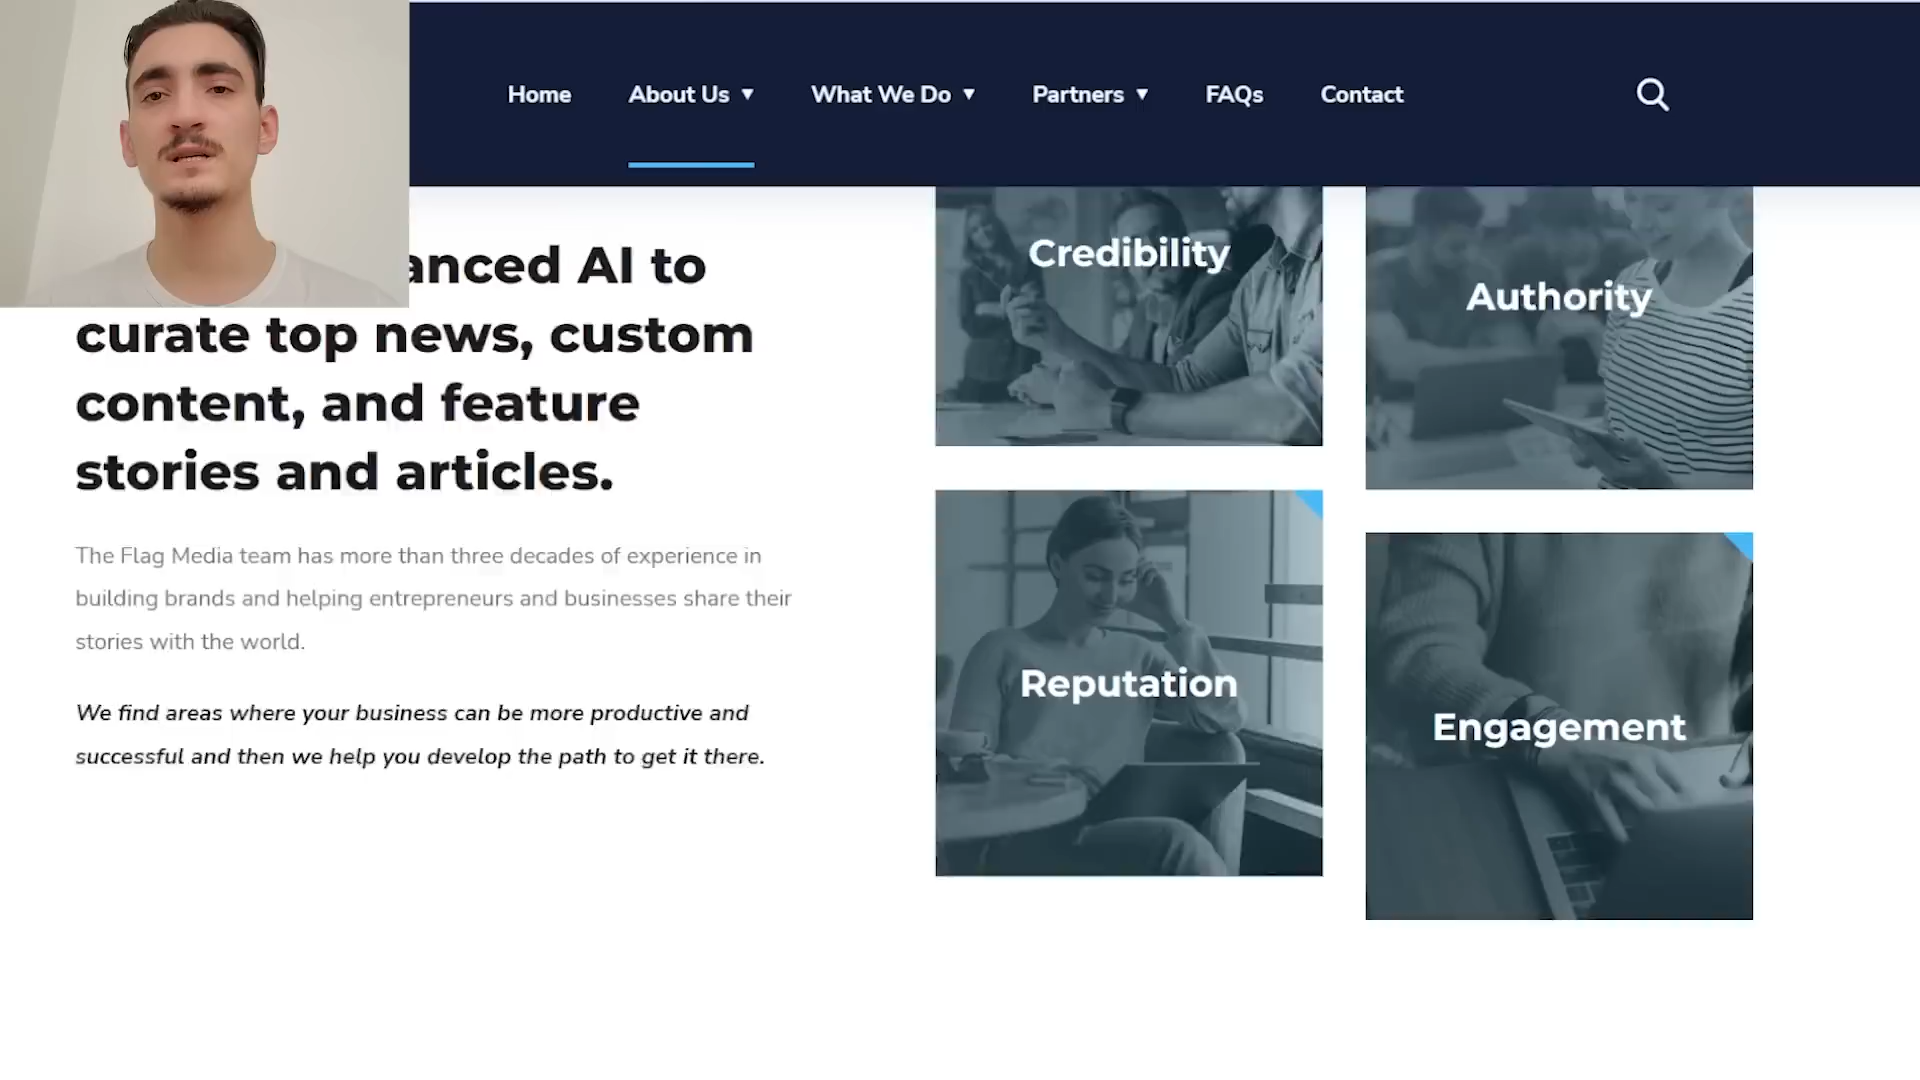 Home
About Us
What We Do
Partners
FAQs
Contact
AI to
curate top news, custom
content, and feature
stories and articles.
The Flag Media team has more than three decades of experience in
building brands and helping entrepreneurs and businesses share their
stories with the world.
We find areas where your business can be more productive and
successful and then we help you develop the path to get it there.
Credibility
Authority
Reputation
Engagement